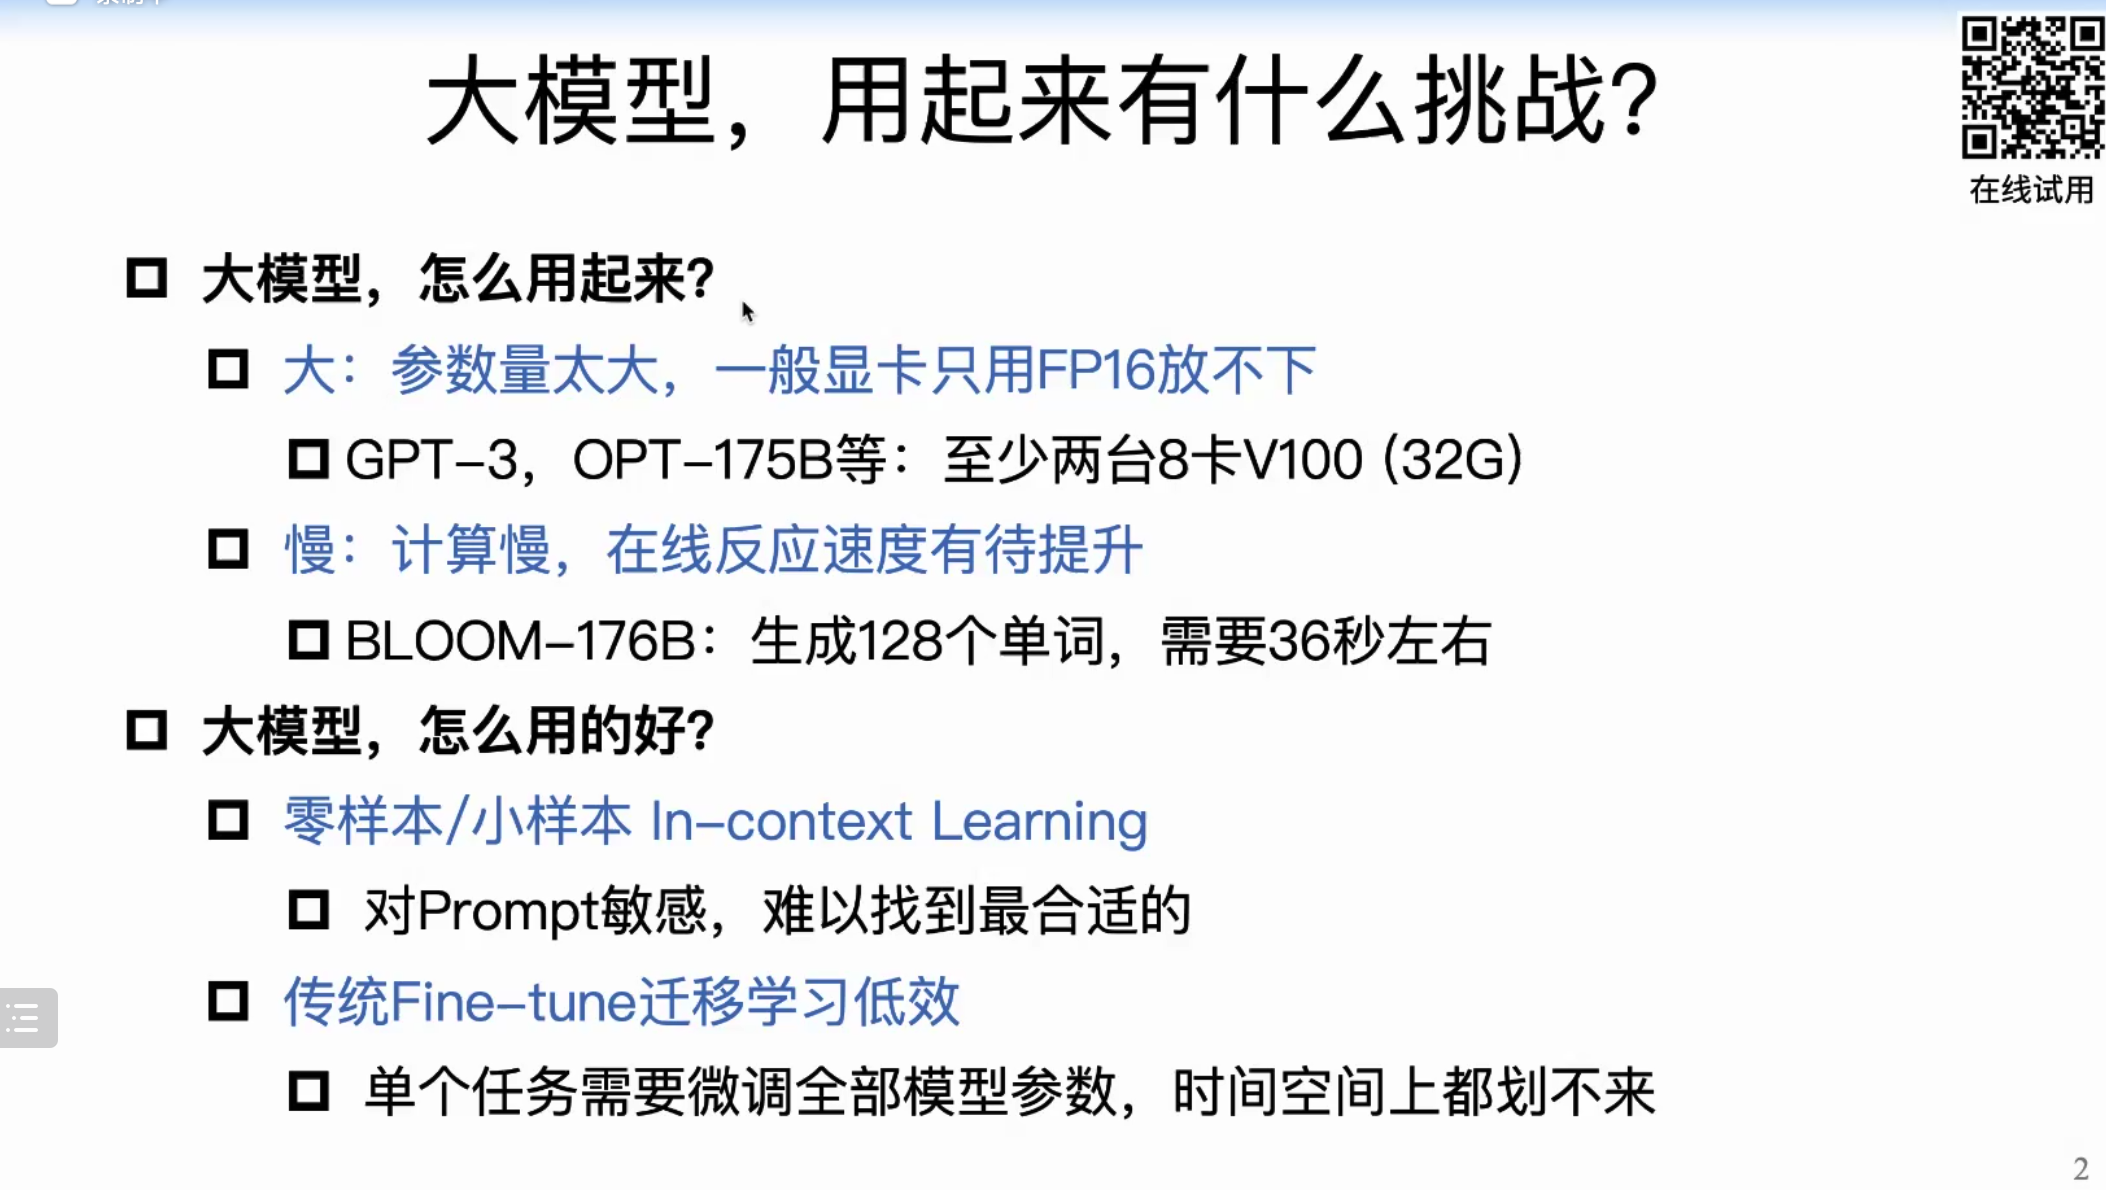 大模型，用起来有什么挑战？
在线试用
大模型，怎么用起来？
大：参数量太大，一般显卡只用FP16放不下
GPT-3，OPT-175B等：至少两台8卡V100 (32G)
慢：计算慢，在线反应速度有待提升
BLOOM-176B：生成128个单词，需要36秒左右
大模型，怎么用的好？
零样本/小样本 In-context Learning
对Prompt敏感，难以找到最合适的
传统Fine-tune迁移学习低效
单个任务需要微调全部模型参数，时间空间上都划不来
2